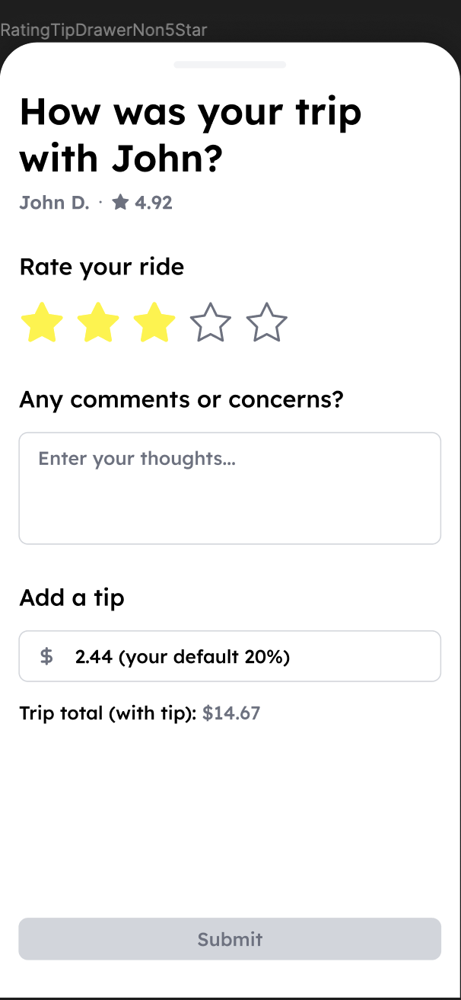 RatingTipDrawerNon5Star
How was your trip
with John?
John D. · ★ 4.92
Rate your ride
Any comments or concerns?
Enter your thoughts...
Add a tip
$ 2.44 (your default 20%)
Trip total (with tip): $14.67
Submit